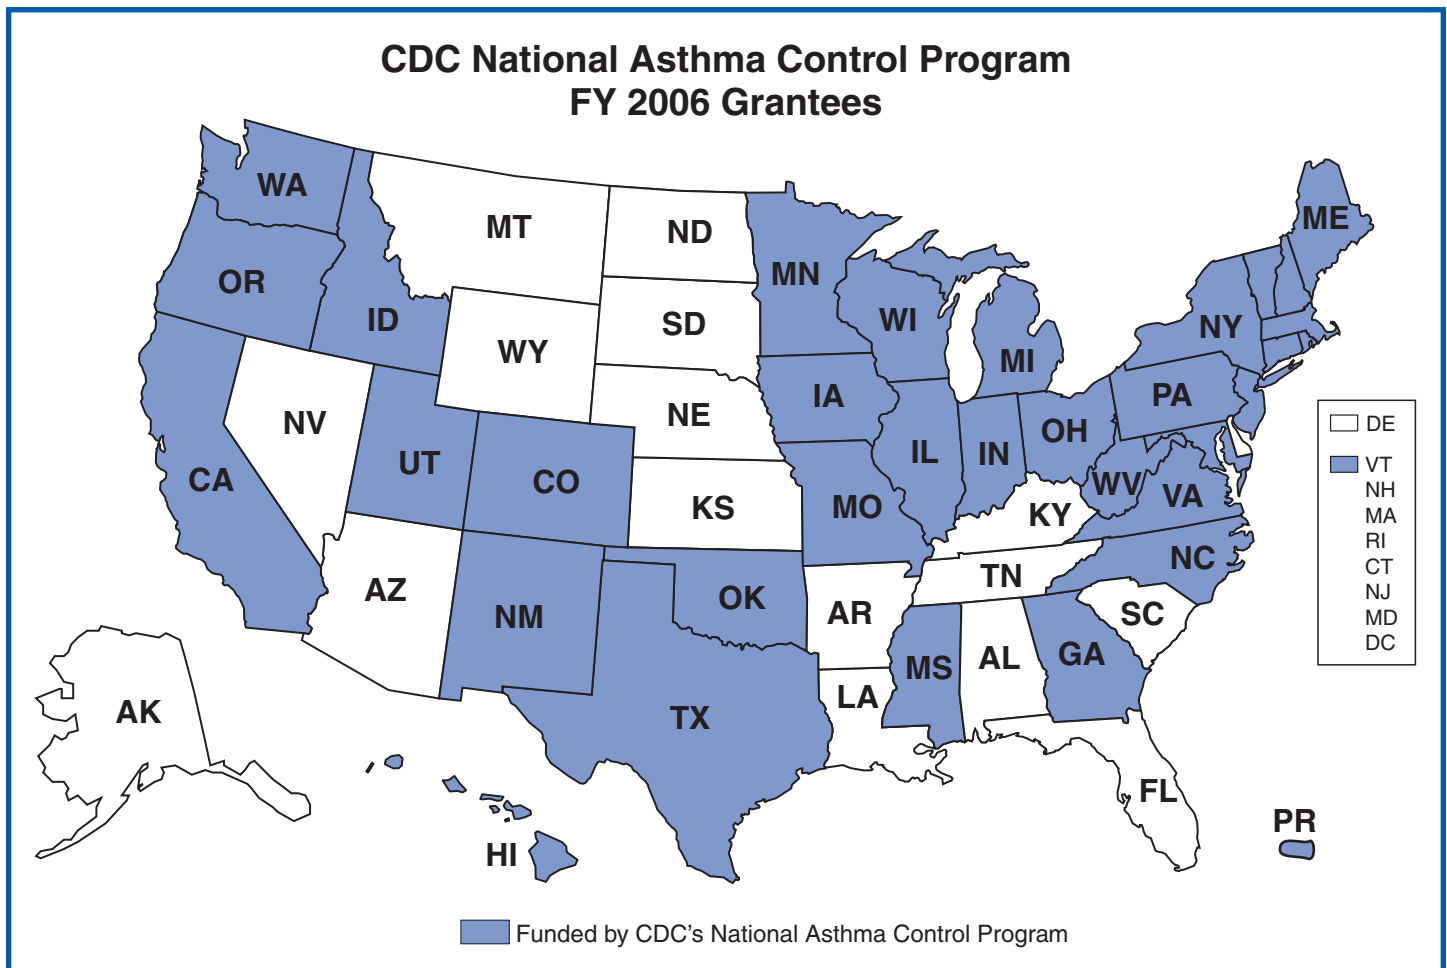 CDC National Asthma Control Program
FY 2006 Grantees
WA
MT
ND
MN
ME
OR
ID
WY
SD
WI
MI
NY
NV
UT
CO
NE
IA
IL
IN
OH
PA
CA
KS
MO
KY
WV
VA
AZ
NM
OK
AR
TN
NC
SC
MS
AL
GA
TX
LA
FL
AK
HI
PR
DE
VT
NH
MA
RI
CT
NJ
MD
DC
Funded by CDC's National Asthma Control Program